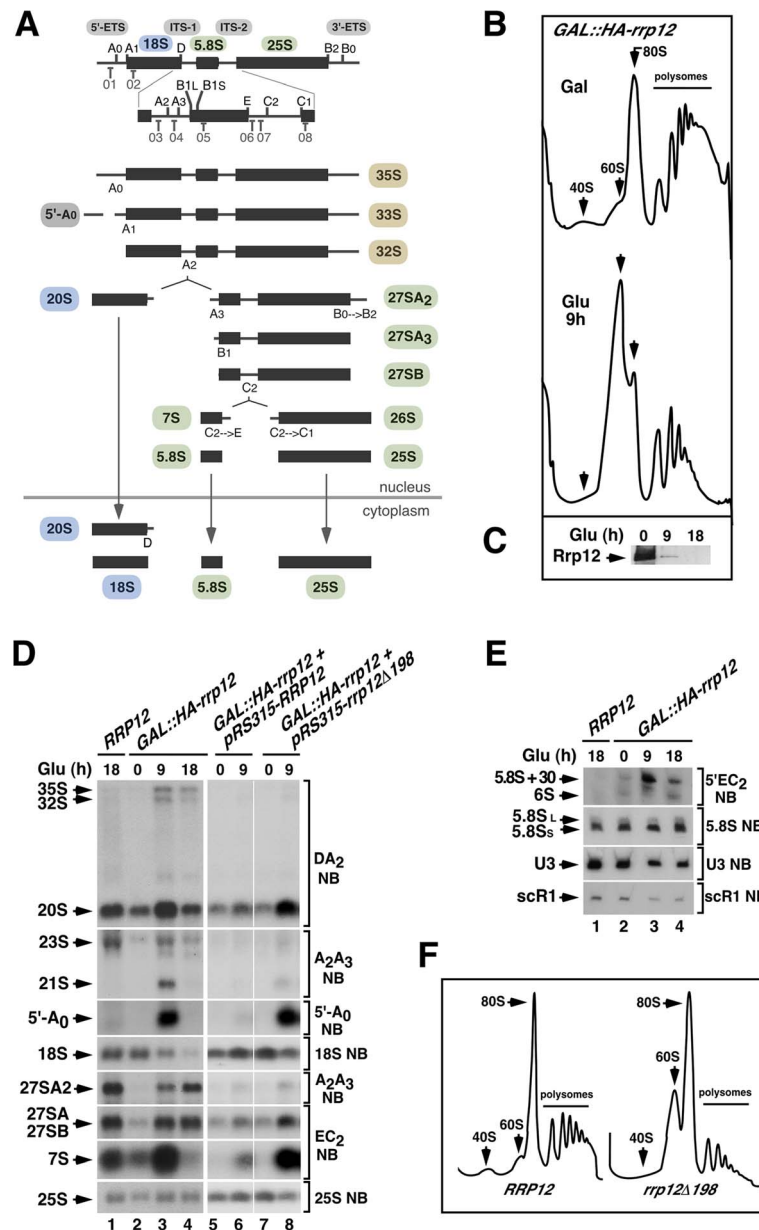 A
5'-ETS ITS-1 ITS-2 3'-ETS
18S 5.8S 25S
A0 A1 D B2 B0
01 02
B1L B1S
A2 A3 E C2 C1
03 04 05 06 07 08
35S
A0
5'-A0 33S
A1
32S
A2
20S 27SA2
A3 B0-->B2
27SA3
B1
27SB
C2
7S 26S
C2-->E C2-->C1
5.8S 25S
nucleus
cytoplasm
20S
D
18S 5.8S 25S
B
GAL::HA-rrp12
80S
Gal
polysomes
60S
40S
Glu
9h
C
Glu (h) 0 9 18
Rrp12
D
RRP12
GAL::HA-rrp12
GAL::HA-rrp12 +
pRS315-RRP12
GAL::HA-rrp12 +
pRS315-rrp12Δ198
Glu (h) 18 0 9 18 0 9 0 9
35S
32S
DA2
NB
20S
23S
A2A3
NB
21S
5'-A0 5'-A0
NB
18S 18S NB
27SA2 A2A3
NB
27SA
27SB
EC2
NB
7S
25S 25S NB
1 2 3 4 5 6 7 8
E
RRP12
GAL::HA-rrp12
Glu (h) 18 0 9 18
5.8S+30 5'EC2
6S NB
5.8S L
5.8S S 5.8S NB
U3 U3 NB
scR1 scR1 NB
1 2 3 4
F
80S 80S
60S
polysomes polysomes
40S 60S 40S
RRP12 rrp12Δ198